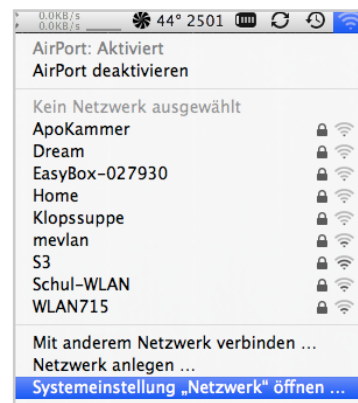 0.0KB/s
0.0KB/s 44° 2501
AirPort: Aktiviert
AirPort deaktivieren
Kein Netzwerk ausgewählt
ApoKammer
Dream
EasyBox-027930
Home
Klopssuppe
mevlan
S3
Schul-WLAN
WLAN715
Mit anderem Netzwerk verbinden ...
Netzwerk anlegen ...
Systemeinstellung „Netzwerk“ öffnen ...